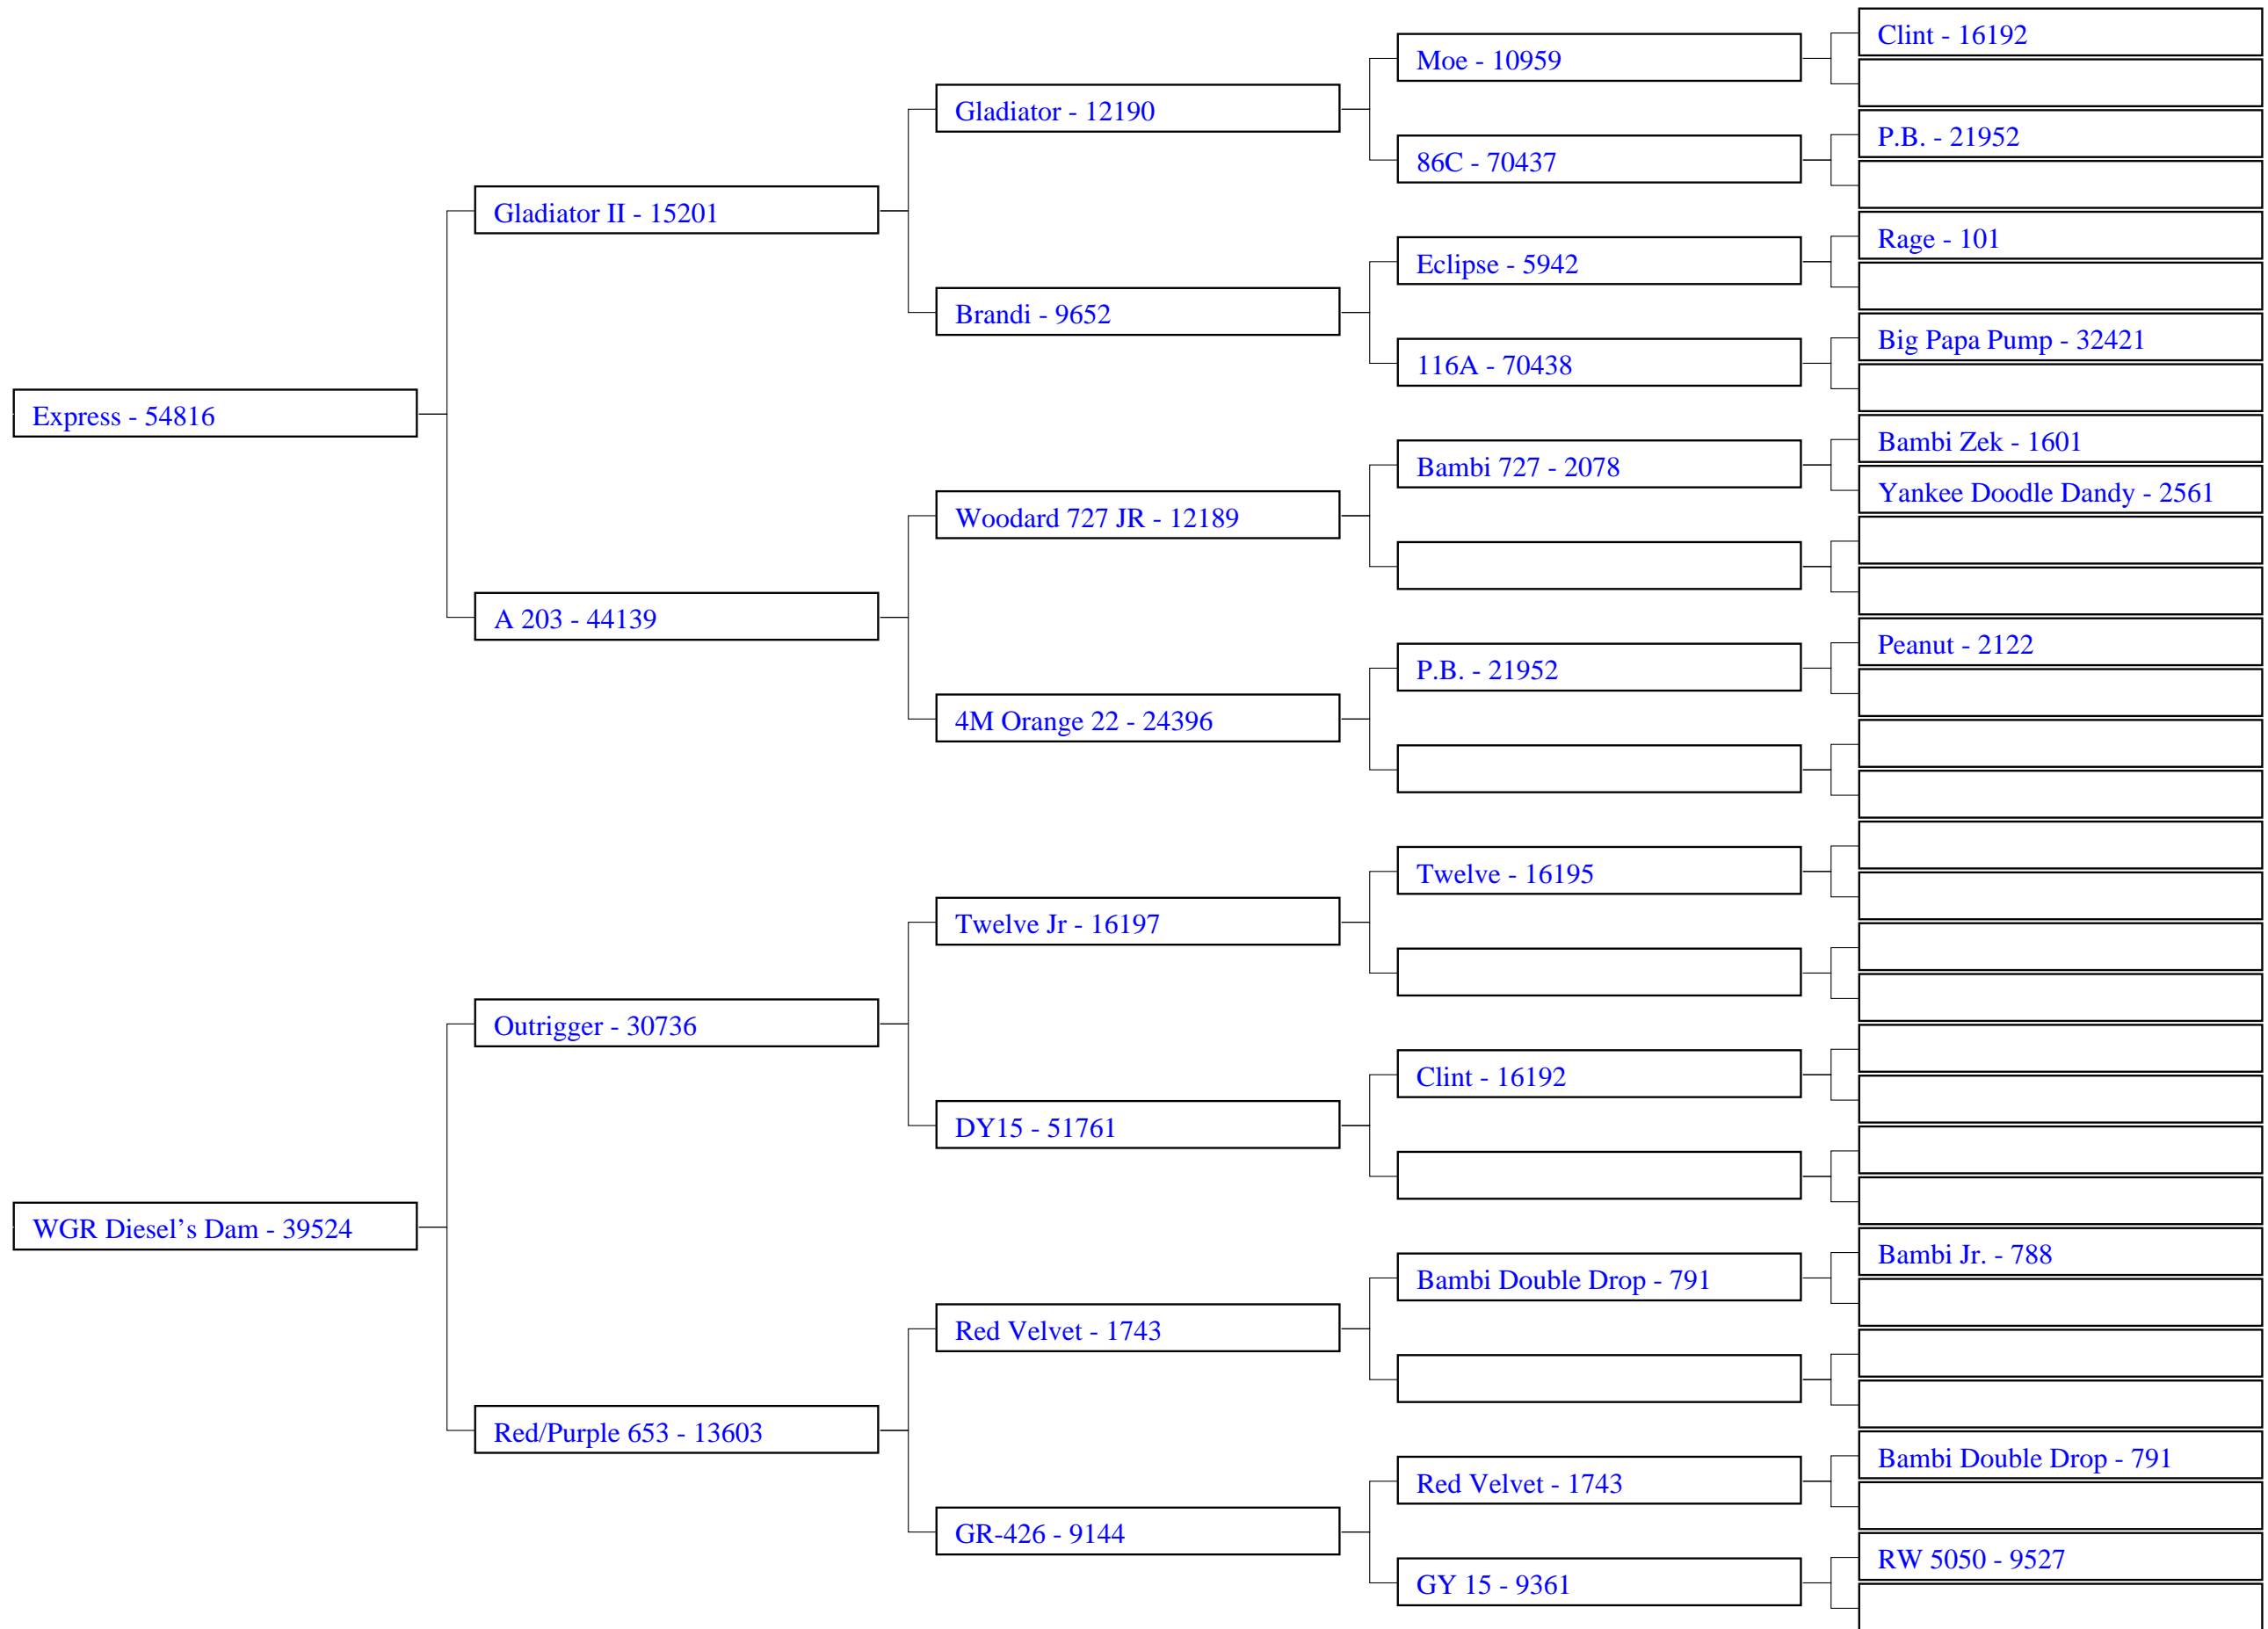 Clint - 16192
Moe - 10959
Gladiator - 12190
P.B. - 21952
86C - 70437
Gladiator II - 15201
Rage - 101
Eclipse - 5942
Brandi - 9652
Big Papa Pump - 32421
116A - 70438
Express - 54816
Bambi Zek - 1601
Bambi 727 - 2078
Yankee Doodle Dandy - 2561
Woodard 727 JR - 12189
A 203 - 44139
Peanut - 2122
P.B. - 21952
4M Orange 22 - 24396
Twelve - 16195
Twelve Jr - 16197
Outrigger - 30736
Clint - 16192
DY15 - 51761
WGR Diesel's Dam - 39524
Bambi Jr. - 788
Bambi Double Drop - 791
Red Velvet - 1743
Red/Purple 653 - 13603
Bambi Double Drop - 791
Red Velvet - 1743
GR-426 - 9144
RW 5050 - 9527
GY 15 - 9361